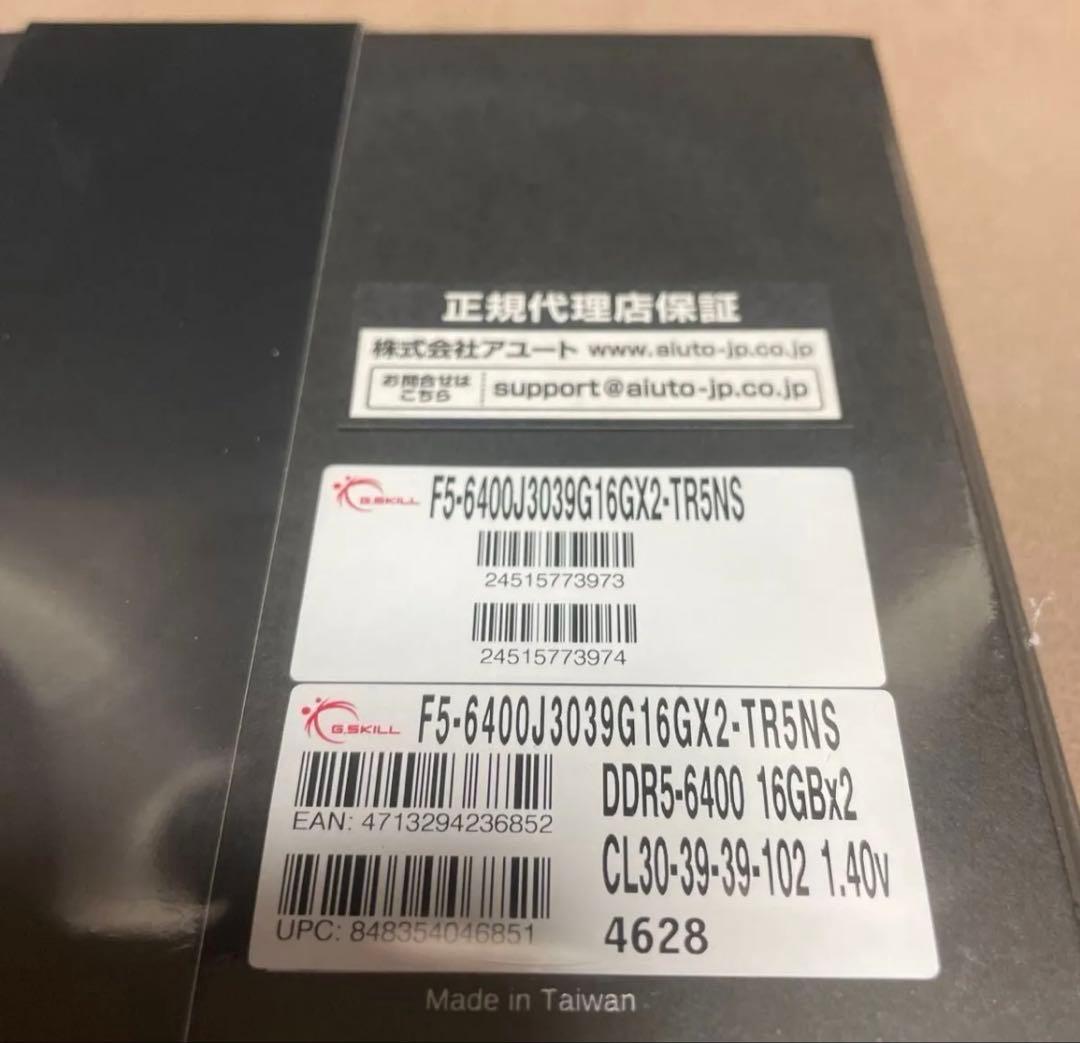 正規代理店保証
株式会社アユート www.aiuto-jp.co.jp
お問合せは
こちら
support@aiuto-jp.co.jp
G.SKILL F5-6400J3039G16GX2-TR5NS
24515773973
24515773974
G.SKILL F5-6400J3039G16GX2-TR5NS
DDR5-6400 16GBx2
EAN: 4713294236852
CL30-39-39-102 1.40v
UPC: 848354046851
4628
Made in Taiwan